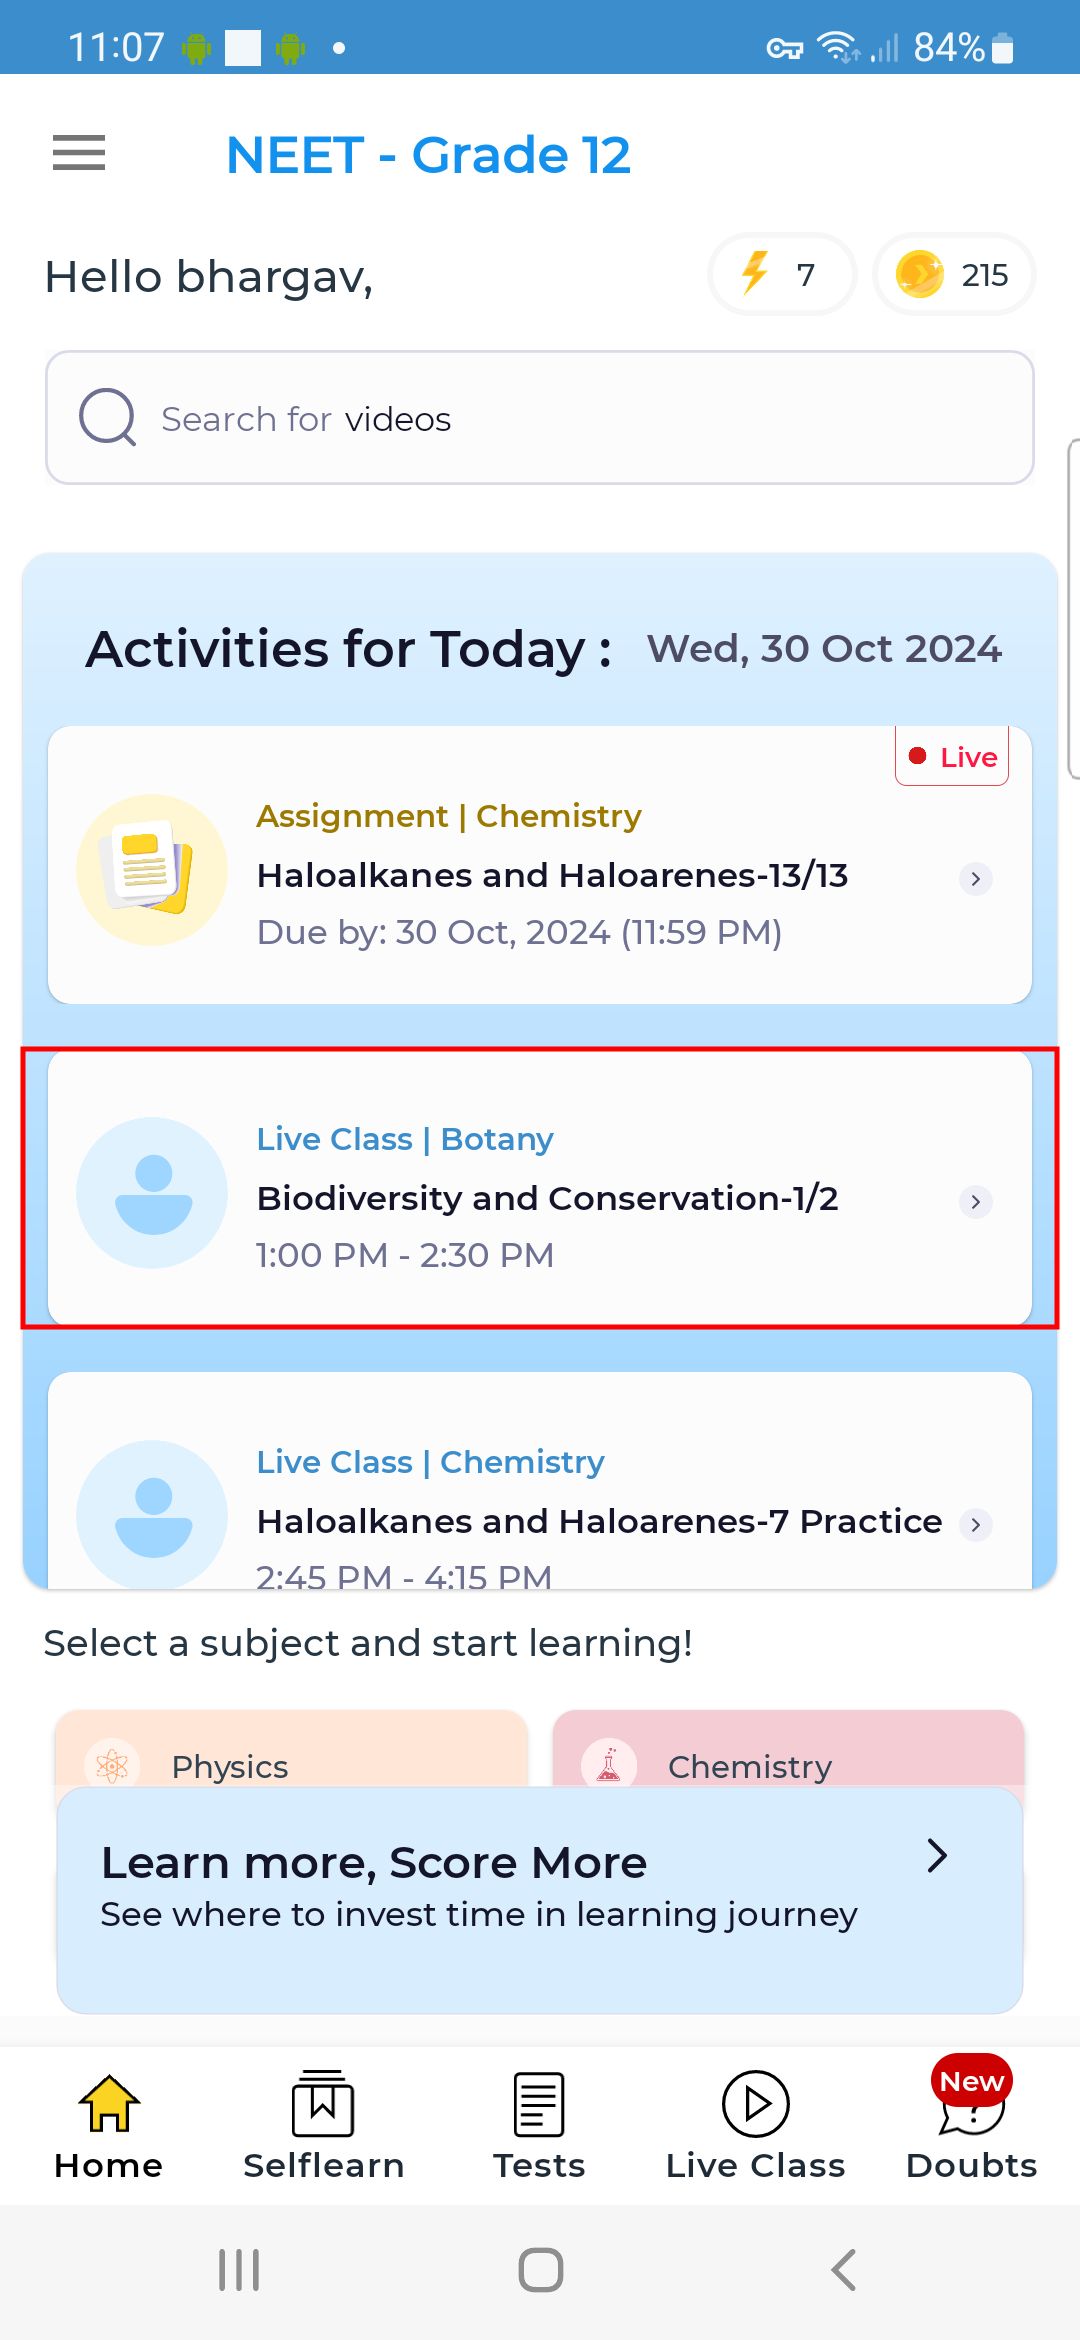 11:07
84%
NEET - Grade 12
Hello bhargav,
7
215
Search for videos
Activities for Today : Wed, 30 Oct 2024
Live
Assignment | Chemistry
Haloalkanes and Haloarenes-13/13
Due by: 30 Oct, 2024 (11:59 PM)
Live Class | Botany
Biodiversity and Conservation-1/2
1:00 PM - 2:30 PM
Live Class | Chemistry
Haloalkanes and Haloarenes-7 Practice
2:45 PM - 4:15 PM
Select a subject and start learning!
Physics
Chemistry
Learn more, Score More
See where to invest time in learning journey
New
Home
Selflearn
Tests
Live Class
Doubts